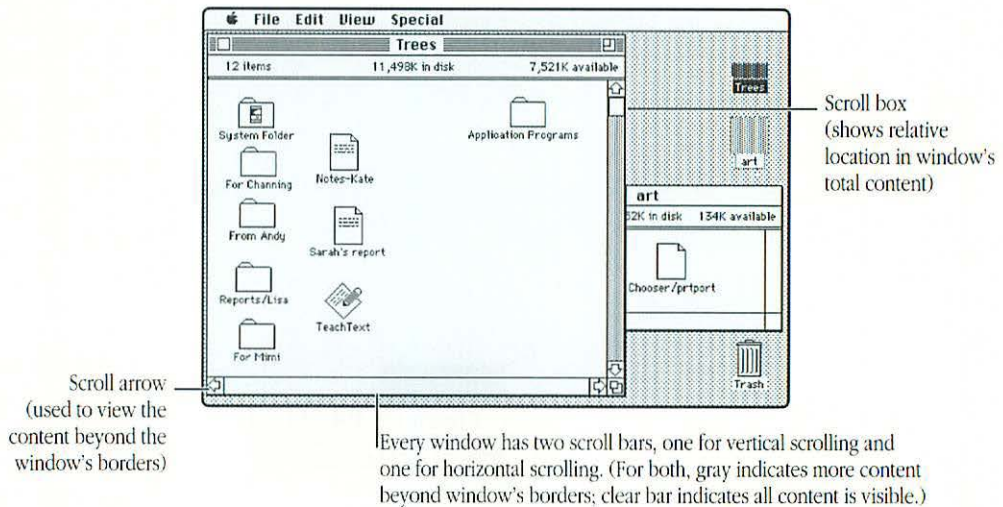 File Edit View Special
Trees
12 items 11,498K in disk 7,521K available
System Folder
Application Programs
For Channing
Notes-Kate
From Andy
Sarah's report
Reports/Lisa
TeachText
For Mimi
Trees
art
art
52K in disk 134K available
Chooser/prtport
Trash
Scroll box
(shows relative
location in window's
total content)
Scroll arrow
(used to view the
content beyond the
window's borders)
Every window has two scroll bars, one for vertical scrolling and
one for horizontal scrolling. (For both, gray indicates more content
beyond window's borders; clear bar indicates all content is visible.)